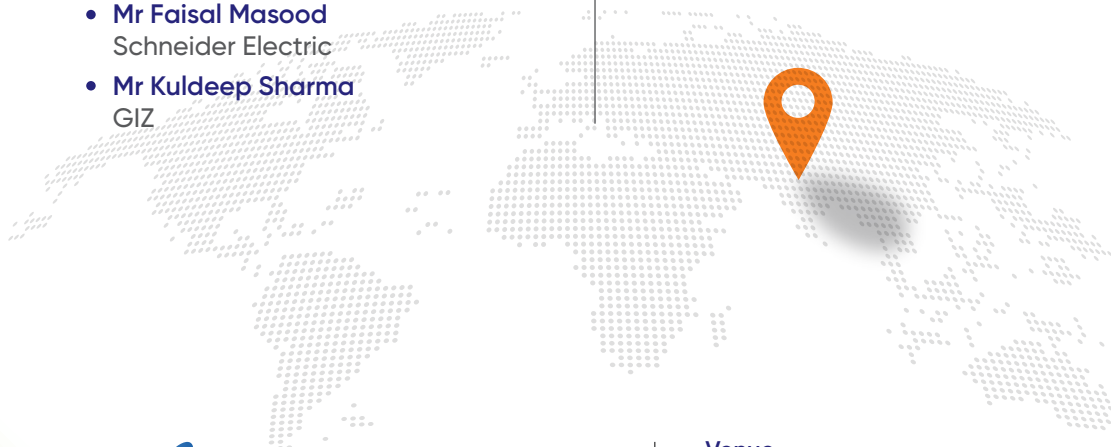 Mr Faisal Masood
Schneider Electric
Mr Kuldeep Sharma
GIZ
Venue